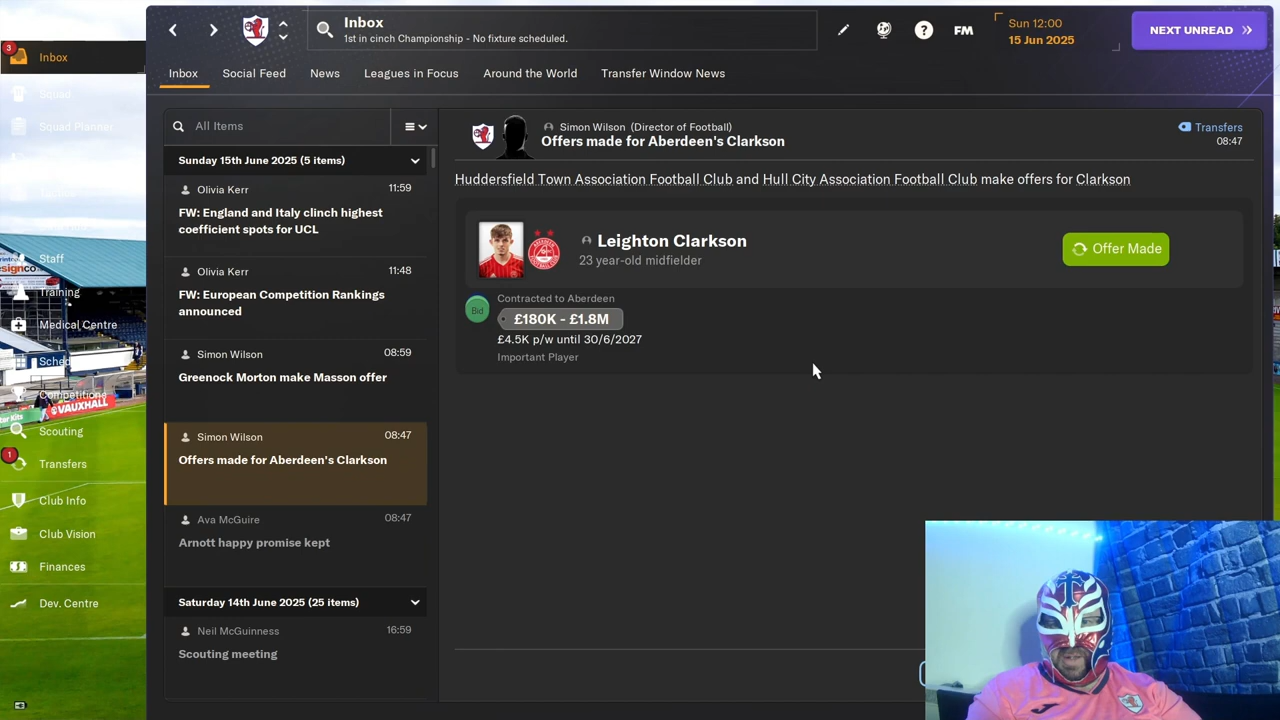 3
Inbox
Squad
Squad Planner
Staff
Training
Medical Centre
Competitions
Scouting
1
Transfers
Club Info
Club Vision
Finances
Dev. Centre
VAUXHALL
Inbox
1st in cinch Championship - No fixture scheduled.
FM
Sun 12:00
15 Jun 2025
NEXT UNREAD
Inbox
Social Feed
News
Leagues in Focus
Around the World
Transfer Window News
All Items
Sunday 15th June 2025 (5 items)
Olivia Kerr 11:59
FW: England and Italy clinch highest
coefficient spots for UCL
Olivia Kerr 11:48
FW: European Competition Rankings
announced
Simon Wilson 08:59
Greenock Morton make Masson offer
Simon Wilson 08:47
Offers made for Aberdeen's Clarkson
Ava McGuire 08:47
Arnott happy promise kept
Saturday 14th June 2025 (25 items)
Neil McGuinness 16:59
Scouting meeting
Simon Wilson (Director of Football)
Offers made for Aberdeen's Clarkson
Transfers
08:47
Huddersfield Town Association Football Club and Hull City Association Football Club make offers for Clarkson
Leighton Clarkson
23 year-old midfielder
Offer Made
Contracted to Aberdeen
Bid
£180K - £1.8M
£4.5K p/w until 30/6/2027
Important Player